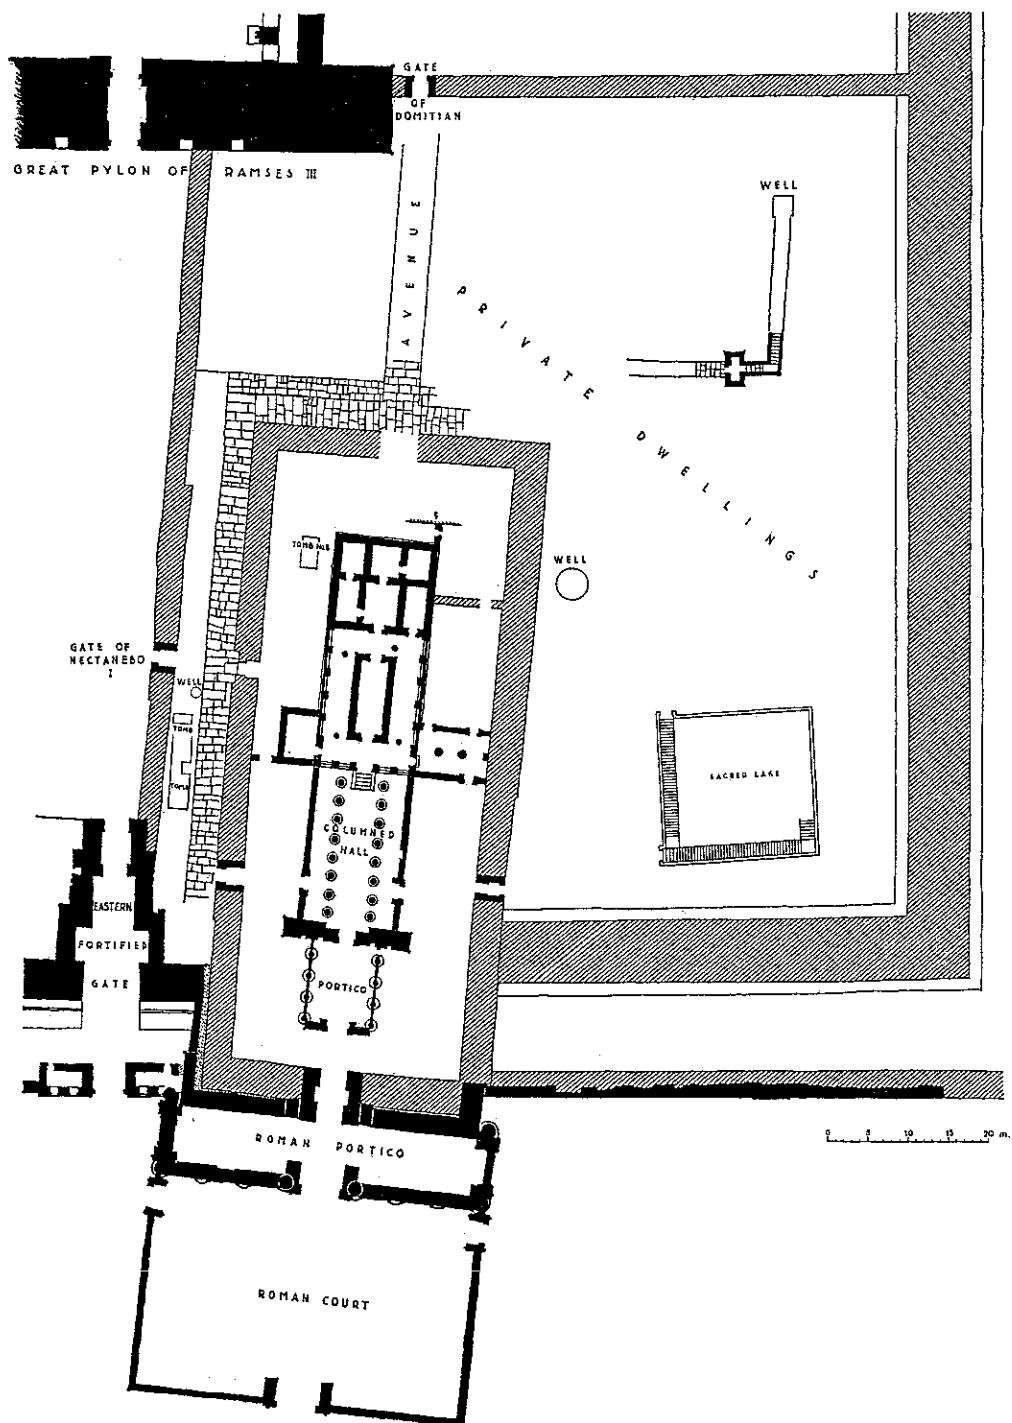 GATE
OF
DOMITIAN
GREAT PYLON OF RAMSES III
WELL
AVENUE
PRIVATE DWELLINGS
TOMB
WELL
GATE OF
NECTANEBO
I
WELL
TOMB
TOMB
SACRED LAKE
COLUMNED
HALL
EASTERN
FORTIFIED
GATE
PORTICO
0 5 10 15 20 m.
ROMAN PORTICO
ROMAN COURT